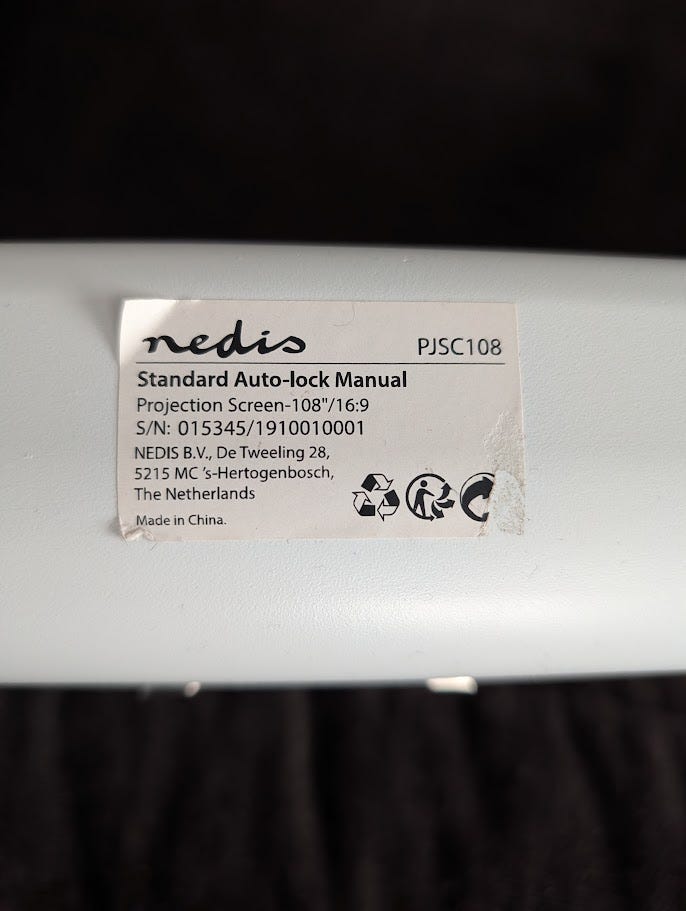 nedis
PJSC108
Standard Auto-lock Manual
Projection Screen-108"/16:9
S/N: 015345/1910010001
NEDIS B.V., De Tweeling 28,
5215 MC 's-Hertogenbosch,
The Netherlands
Made in China.